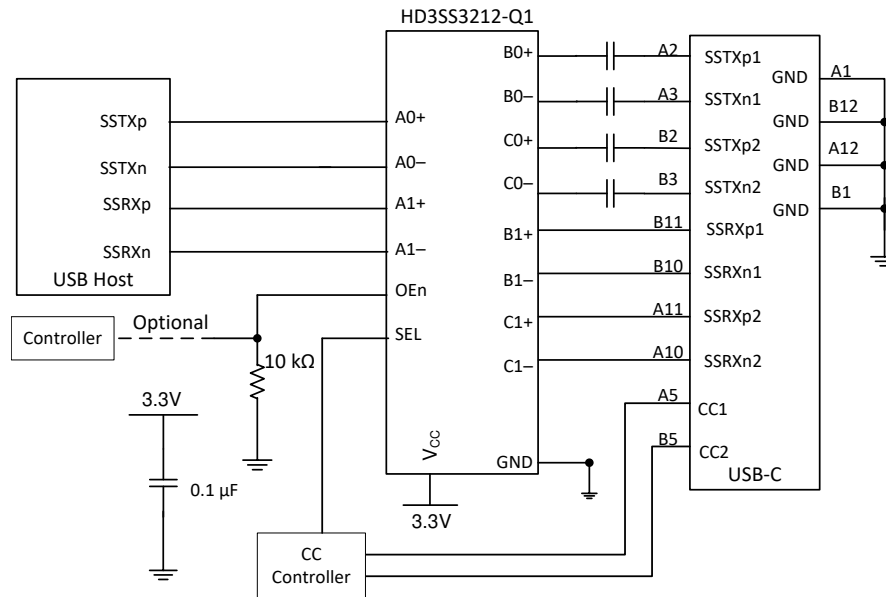 HD3SS3212-Q1
USB Host
SSTXp
SSTXn
SSRXp
SSRXn
A0+
A0–
A1+
A1–
OEn
SEL
B0+
B0–
C0+
C0–
B1+
B1–
C1+
C1–
GND
VCC
3.3V
A2
A3
B2
B3
B11
B10
A11
A10
A5
B5
SSTXp1
SSTXn1
SSTXp2
SSTXn2
SSRXp1
SSRXn1
SSRXp2
SSRXn2
CC1
CC2
USB-C
GND
GND
GND
GND
A1
B12
A12
B1
Controller
Optional
10 kΩ
3.3V
0.1 µF
CC
Controller